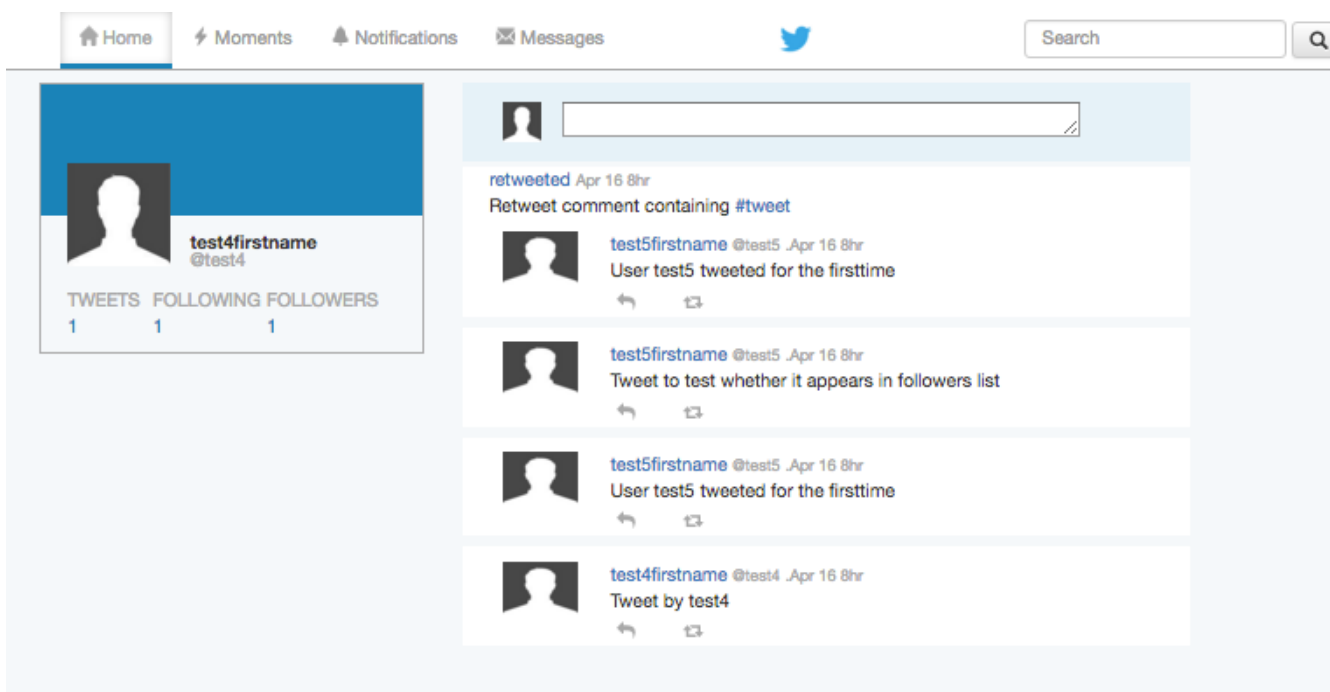 Home Moments Notifications Messages Search
test4firstname
@test4
TWEETS FOLLOWING FOLLOWERS
1 1 1
retweeted Apr 16 8hr
Retweet comment containing #tweet
test5firstname @test5 .Apr 16 8hr
User test5 tweeted for the firsttime
test5firstname @test5 .Apr 16 8hr
Tweet to test whether it appears in followers list
test5firstname @test5 .Apr 16 8hr
User test5 tweeted for the firsttime
test4firstname @test4 .Apr 16 8hr
Tweet by test4